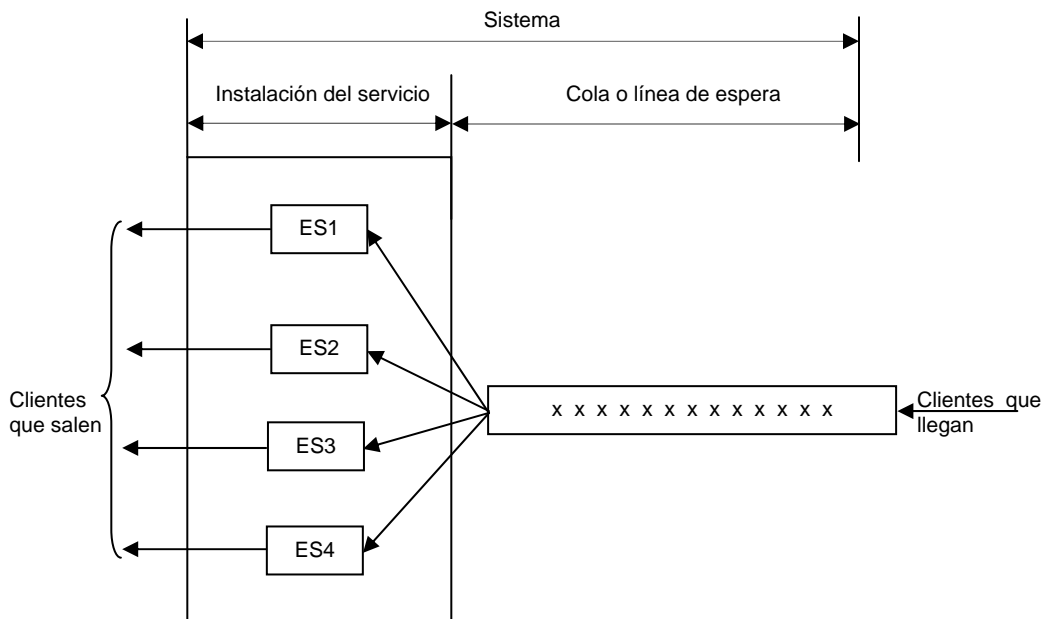 Sistema
Instalación del servicio
Cola o línea de espera
ES1
ES2
ES3
ES4
Clientes
que salen
x x x x x x x x x x x x x
Clientes que
llegan